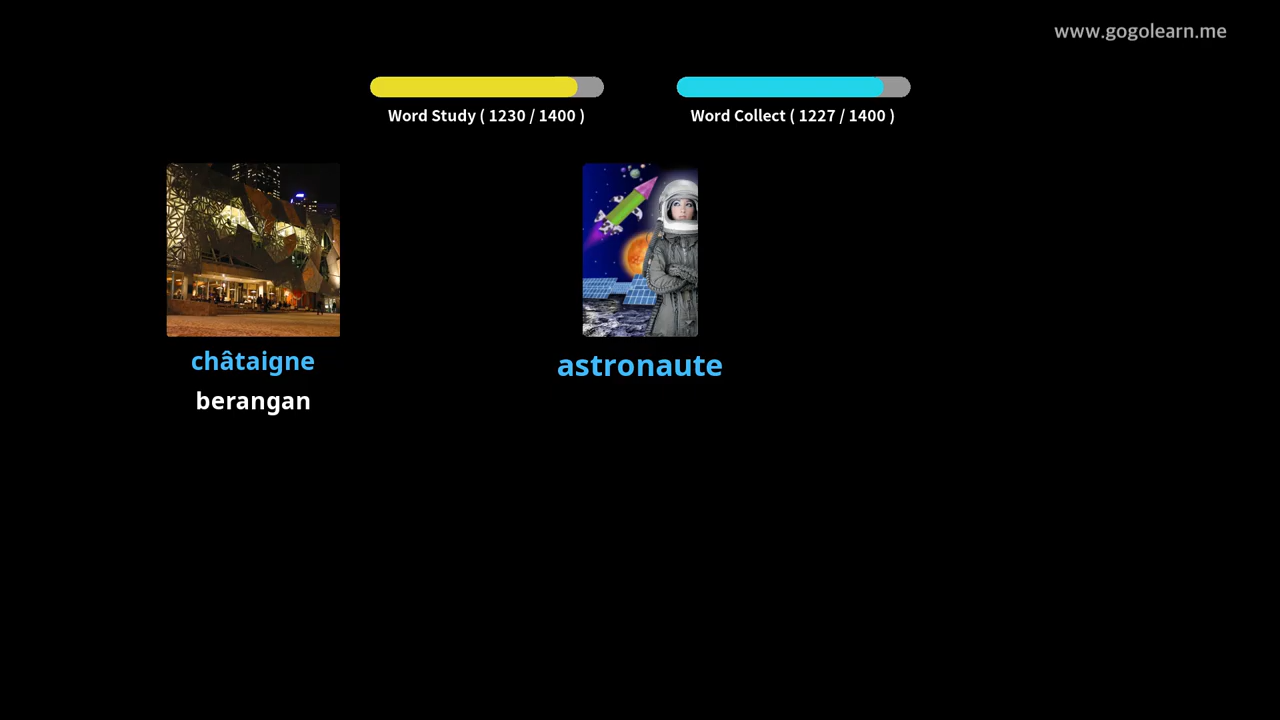 www.gogolearn.me
Word Study ( 1230 / 1400 )
Word Collect ( 1227 / 1400 )
châtaigne
berangan
astronaute